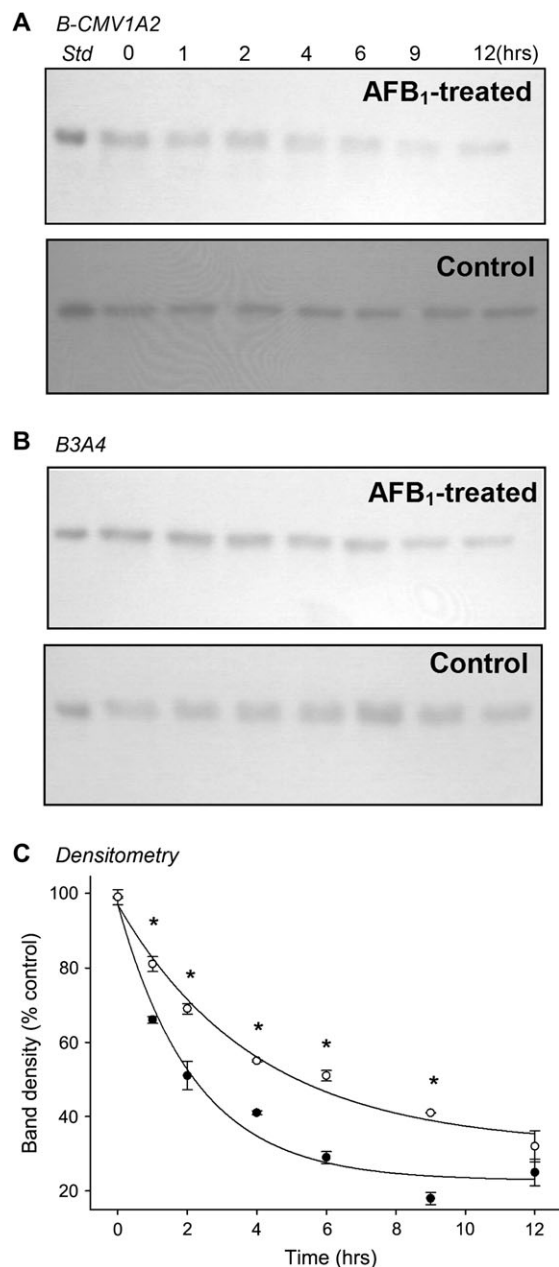 A B-CMV1A2
Std 0 1 2 4 6 9 12(hrs)
AFB₁-treated
Control
B B3A4
AFB₁-treated
Control
C Densitometry
100
80
60
40
20
Band density (% control)
* * * * *
0 2 4 6 8 10 12
Time (hrs)